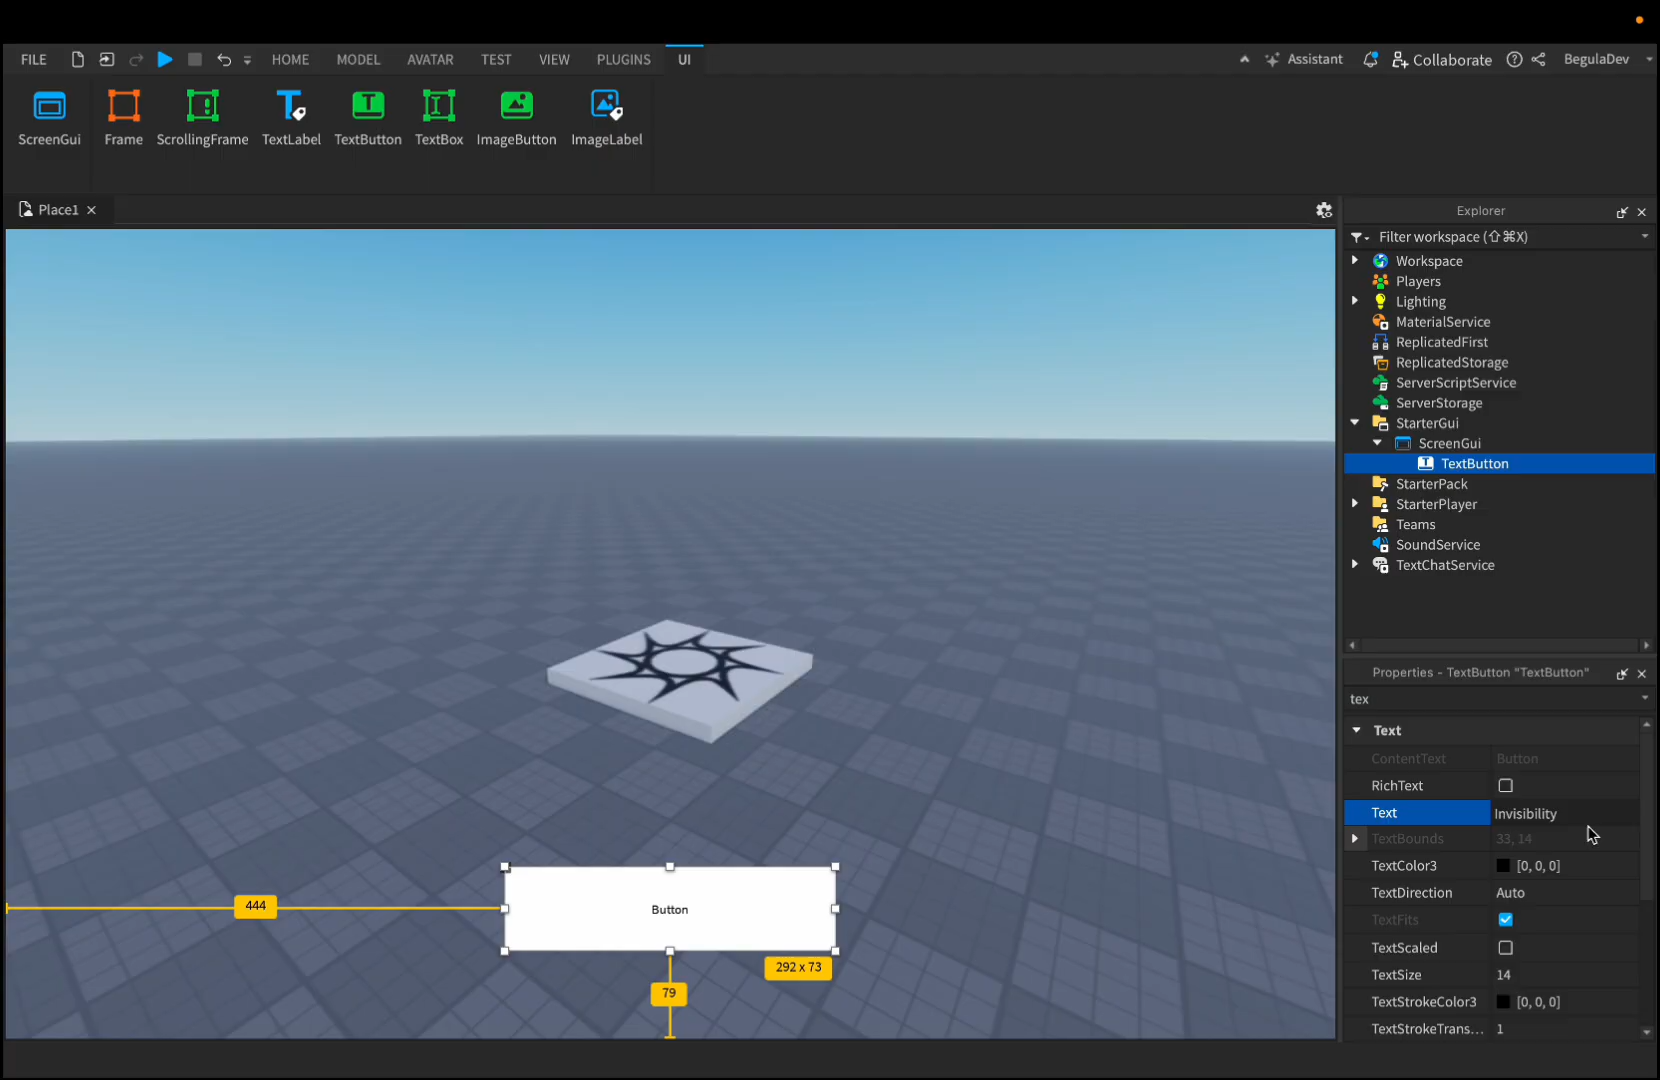 FILE HOME MODEL AVATAR TEST VIEW PLUGINS UI Assistant Collaborate BegulaDev
ScreenGui Frame ScrollingFrame TextLabel TextButton TextBox ImageButton ImageLabel
Place1
Explorer
Filter workspace (⇧⌘X)
Workspace
Players
Lighting
MaterialService
ReplicatedFirst
ReplicatedStorage
ServerScriptService
ServerStorage
StarterGui
ScreenGui
TextButton
StarterPack
StarterPlayer
Teams
SoundService
TextChatService
Properties - TextButton "TextButton"
tex
Text
ContentText Button
RichText
Text Invisibility
TextBounds 33, 14
TextColor3 [0, 0, 0]
TextDirection Auto
TextFits
TextScaled
TextSize 14
TextStrokeColor3 [0, 0, 0]
TextStrokeTrans... 1
444
Button
292 x 73
79